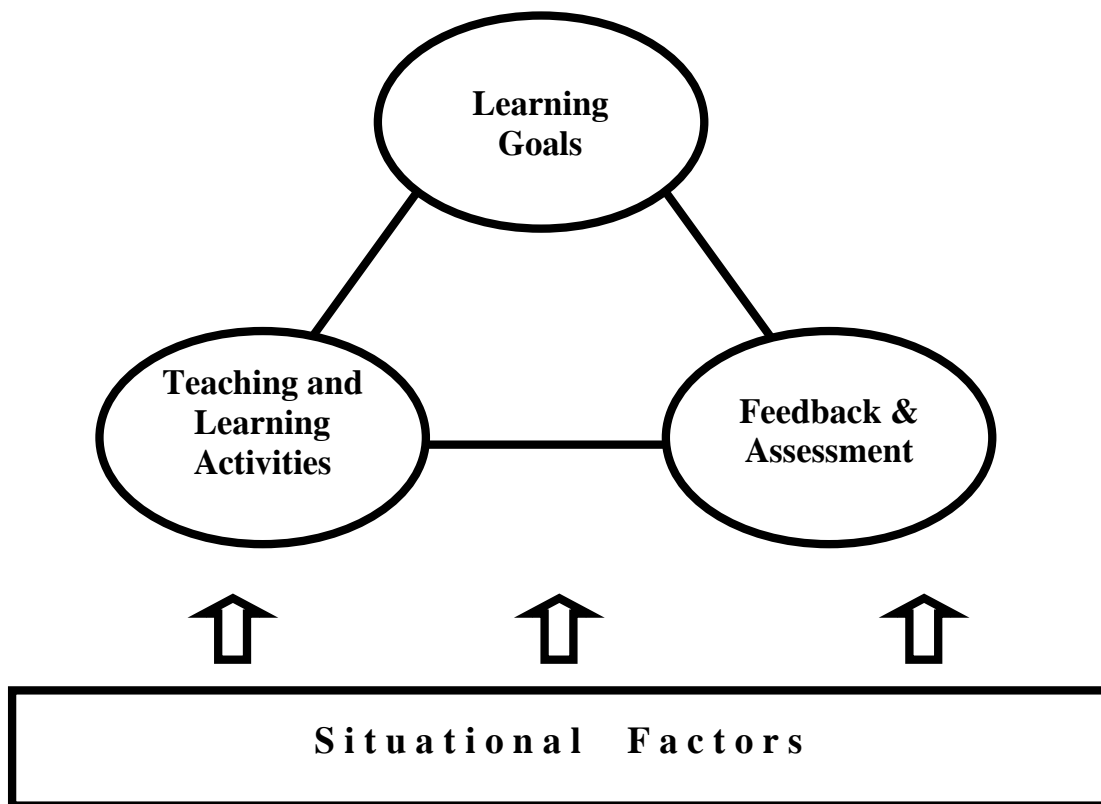 Learning
Goals
Teaching and
Learning
Activities
Feedback &
Assessment
Situational Factors